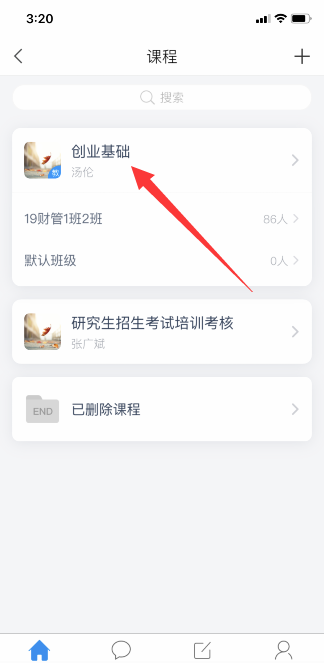 3:20
课程
搜索
创业基础
教
汤伦
19财管1班2班
86人
默认班级
0人
研究生招生考试培训考核
张广斌
END
已删除课程